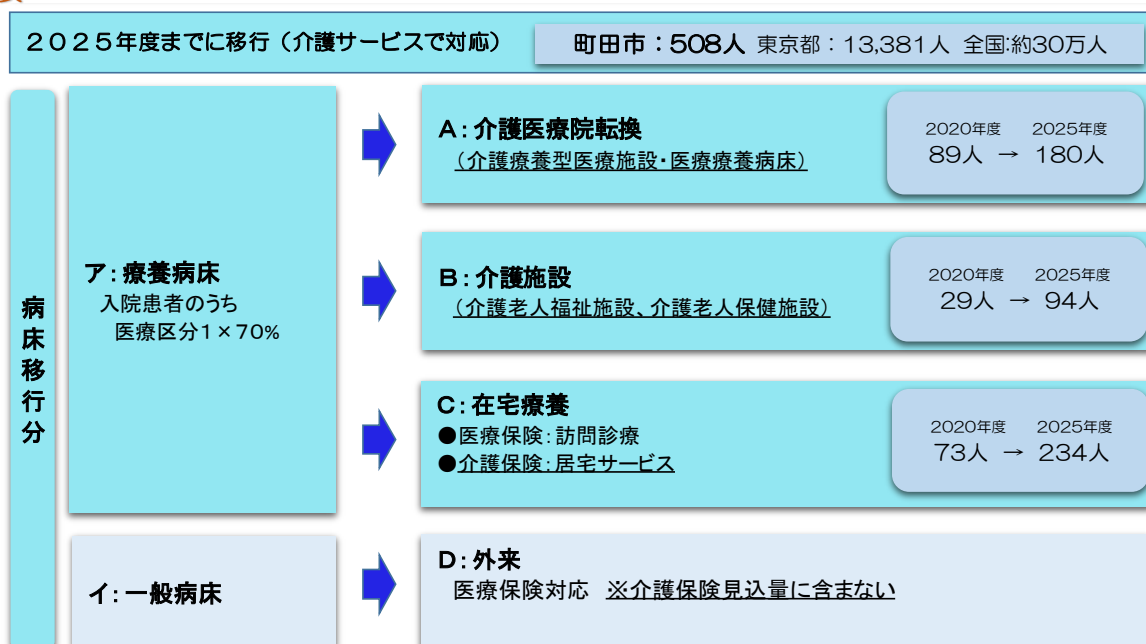 2025年度までに移行（介護サービスで対応）
町田市：508人 東京都：13,381人 全国:約30万人
病床移行分
ア：療養病床
入院患者のうち
医療区分1×70%
A：介護医療院転換
（介護療養型医療施設・医療療養病床）
2020年度 2025年度
89人 → 180人
B：介護施設
（介護老人福祉施設、介護老人保健施設）
2020年度 2025年度
29人 → 94人
C：在宅療養
●医療保険：訪問診療
●介護保険：居宅サービス
2020年度 2025年度
73人 → 234人
イ：一般病床
D：外来
医療保険対応 ※介護保険見込量に含まない